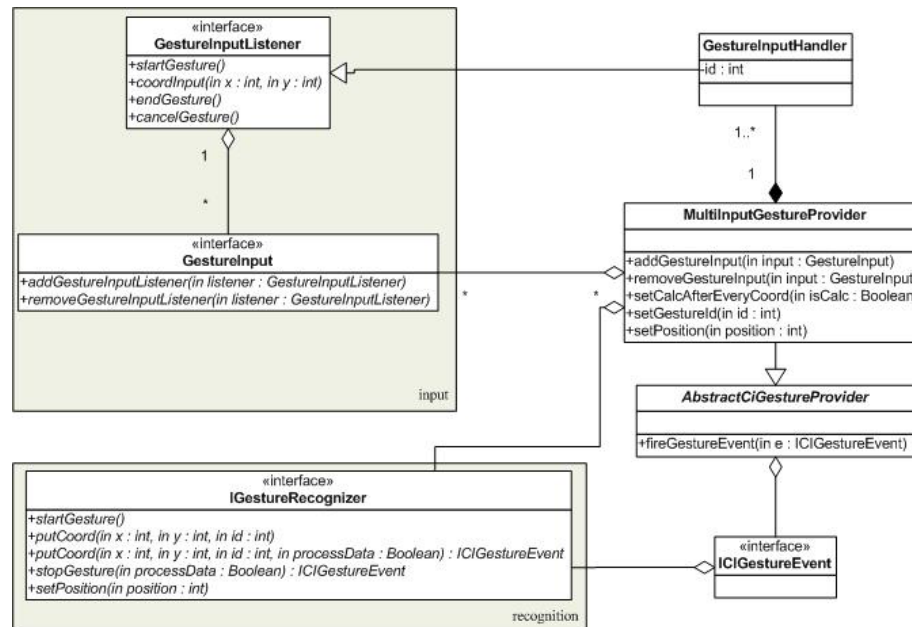 «interface»
GestureInputListener
+startGesture()
+coordInput(in x : int, in y : int)
+endGesture()
+cancelGesture()
1
*
«interface»
GestureInput
+addGestureInputListener(in listener : GestureInputListener)
+removeGestureInputListener(in listener : GestureInputListener)
input
GestureInputHandler
-id : int
1..*
1
MultiInputGestureProvider
+addGestureInput(in input : GestureInput)
+removeGestureInput(in input : GestureInput
+setCalcAfterEveryCoord(in isCalc : Boolean
+setGestureId(in id : int)
+setPosition(in position : int)
*
*
AbstractCiGestureProvider
+fireGestureEvent(in e : ICIGestureEvent)
«interface»
IGestureRecognizer
+startGesture()
+putCoord(in x : int, in y : int, in id : int)
+putCoord(in x : int, in y : int, in id : int, in processData : Boolean) : ICIGestureEvent
+stopGesture(in processData : Boolean) : ICIGestureEvent
+setPosition(in position : int)
recognition
«interface»
ICIGestureEvent